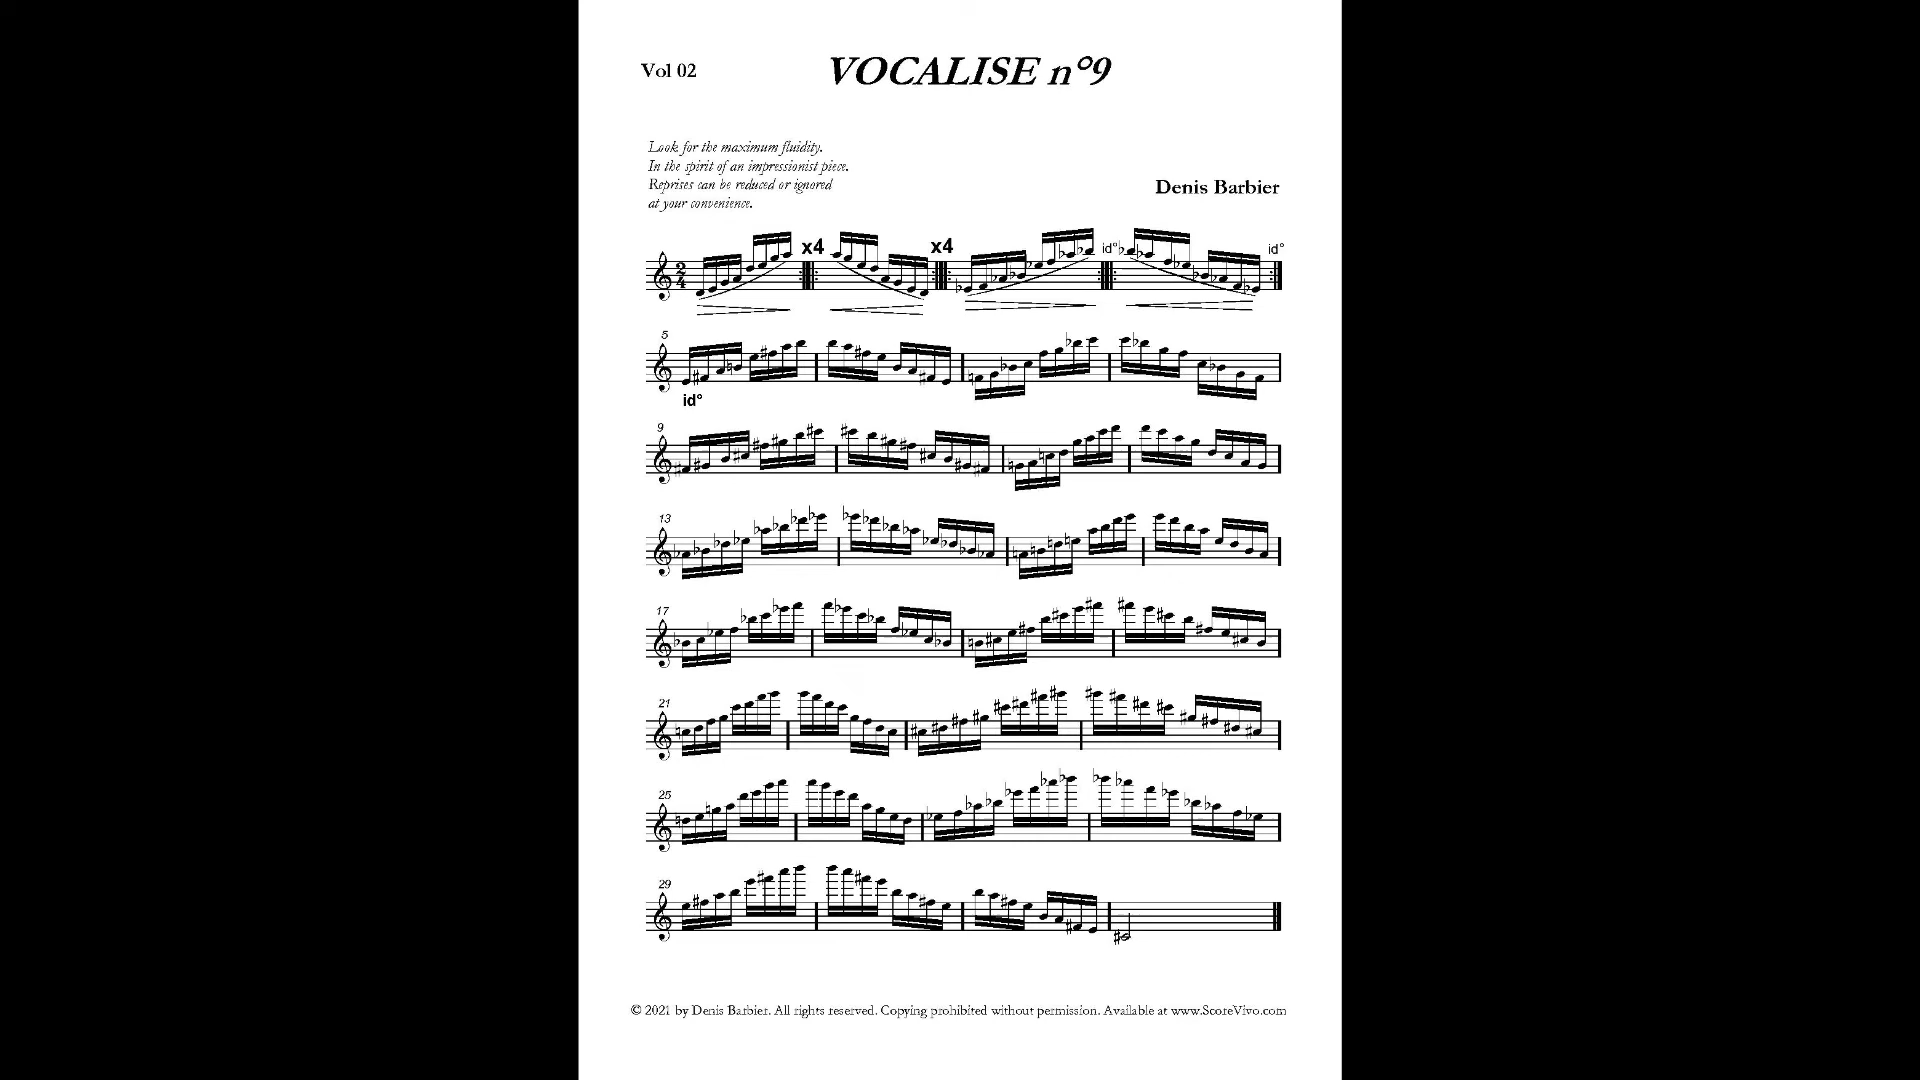 Vol 02
VOCALISE n°9
Look for the maximum fluidity.
In the spirit of an impressionist piece.
Reprises can be reduced or ignored
at your convenience.
Denis Barbier
x4 x4 id° id°
2
4
5
id°
9
13
17
21
25
29
© 2021 by Denis Barbier. All rights reserved. Copying prohibited without permission. Available at www.ScoreVivo.com